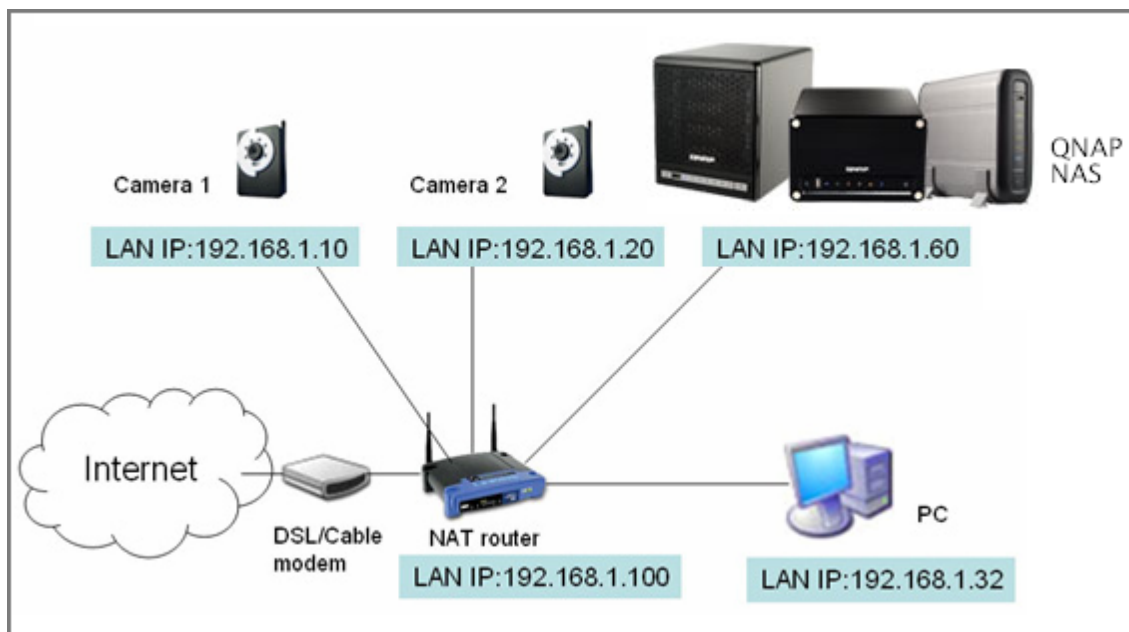 QNAP
NAS
Camera 1
Camera 2
LAN IP:192.168.1.10
LAN IP:192.168.1.20
LAN IP:192.168.1.60
Internet
DSL/Cable
modem
NAT router
PC
LAN IP:192.168.1.100
LAN IP:192.168.1.32